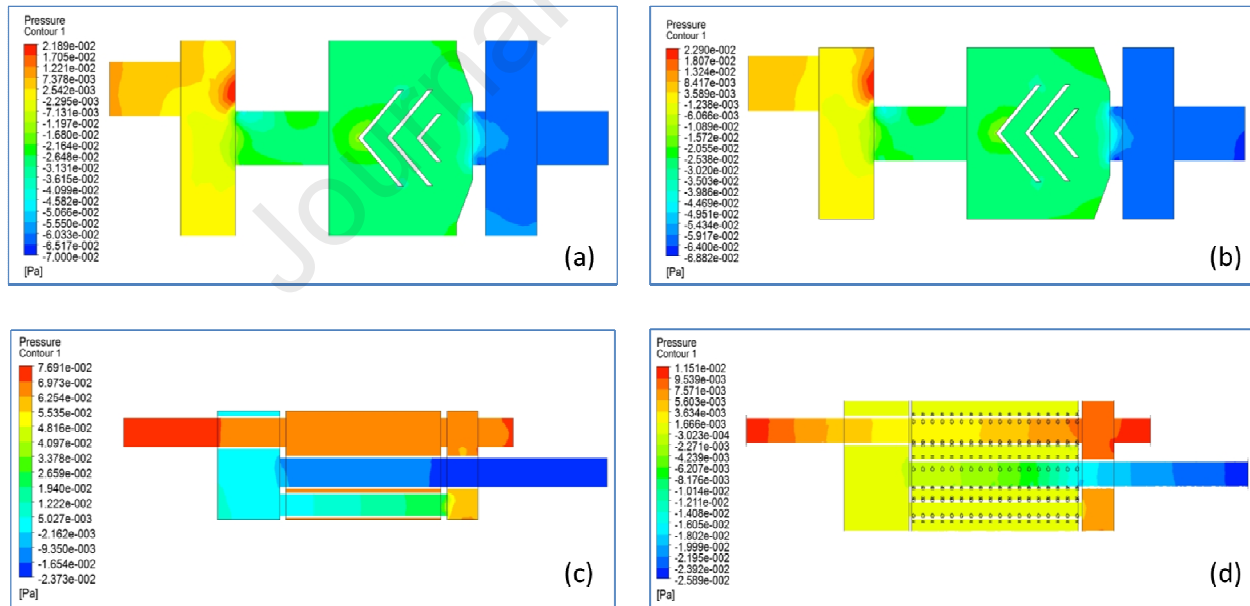 Journal
Pressure
Contour 1
2.189e-002
1.705e-002
1.221e-002
7.378e-003
2.542e-003
-2.295e-003
-7.131e-003
-1.197e-002
-1.680e-002
-2.164e-002
-2.648e-002
-3.131e-002
-3.615e-002
-4.099e-002
-4.582e-002
-5.066e-002
-5.550e-002
-6.033e-002
-6.517e-002
-7.000e-002
[Pa]
(a)
Pressure
Contour 1
2.290e-002
1.807e-002
1.324e-002
8.417e-003
3.589e-003
-1.238e-002
-6.066e-003
-1.089e-002
-1.572e-002
-2.055e-002
-2.538e-002
-3.020e-002
-3.503e-002
-3.986e-002
-4.469e-002
-4.951e-002
-5.434e-002
-5.917e-002
-6.400e-002
-6.882e-002
[Pa]
(b)
Pressure
Contour 1
7.691e-002
6.973e-002
6.254e-002
5.535e-002
4.816e-002
4.097e-002
3.378e-002
2.659e-002
1.940e-002
1.222e-002
5.027e-003
-2.162e-003
-9.350e-003
-1.654e-002
-2.373e-002
[Pa]
(c)
Pressure
Contour 1
1.151e-002
9.539e-003
7.571e-003
5.603e-003
3.634e-003
1.666e-003
-3.023e-004
-2.271e-003
-4.239e-003
-6.207e-003
-8.176e-003
-1.014e-002
-1.211e-002
-1.408e-002
-1.605e-002
-1.802e-002
-1.999e-002
-2.195e-002
-2.392e-002
-2.589e-002
[Pa]
(d)